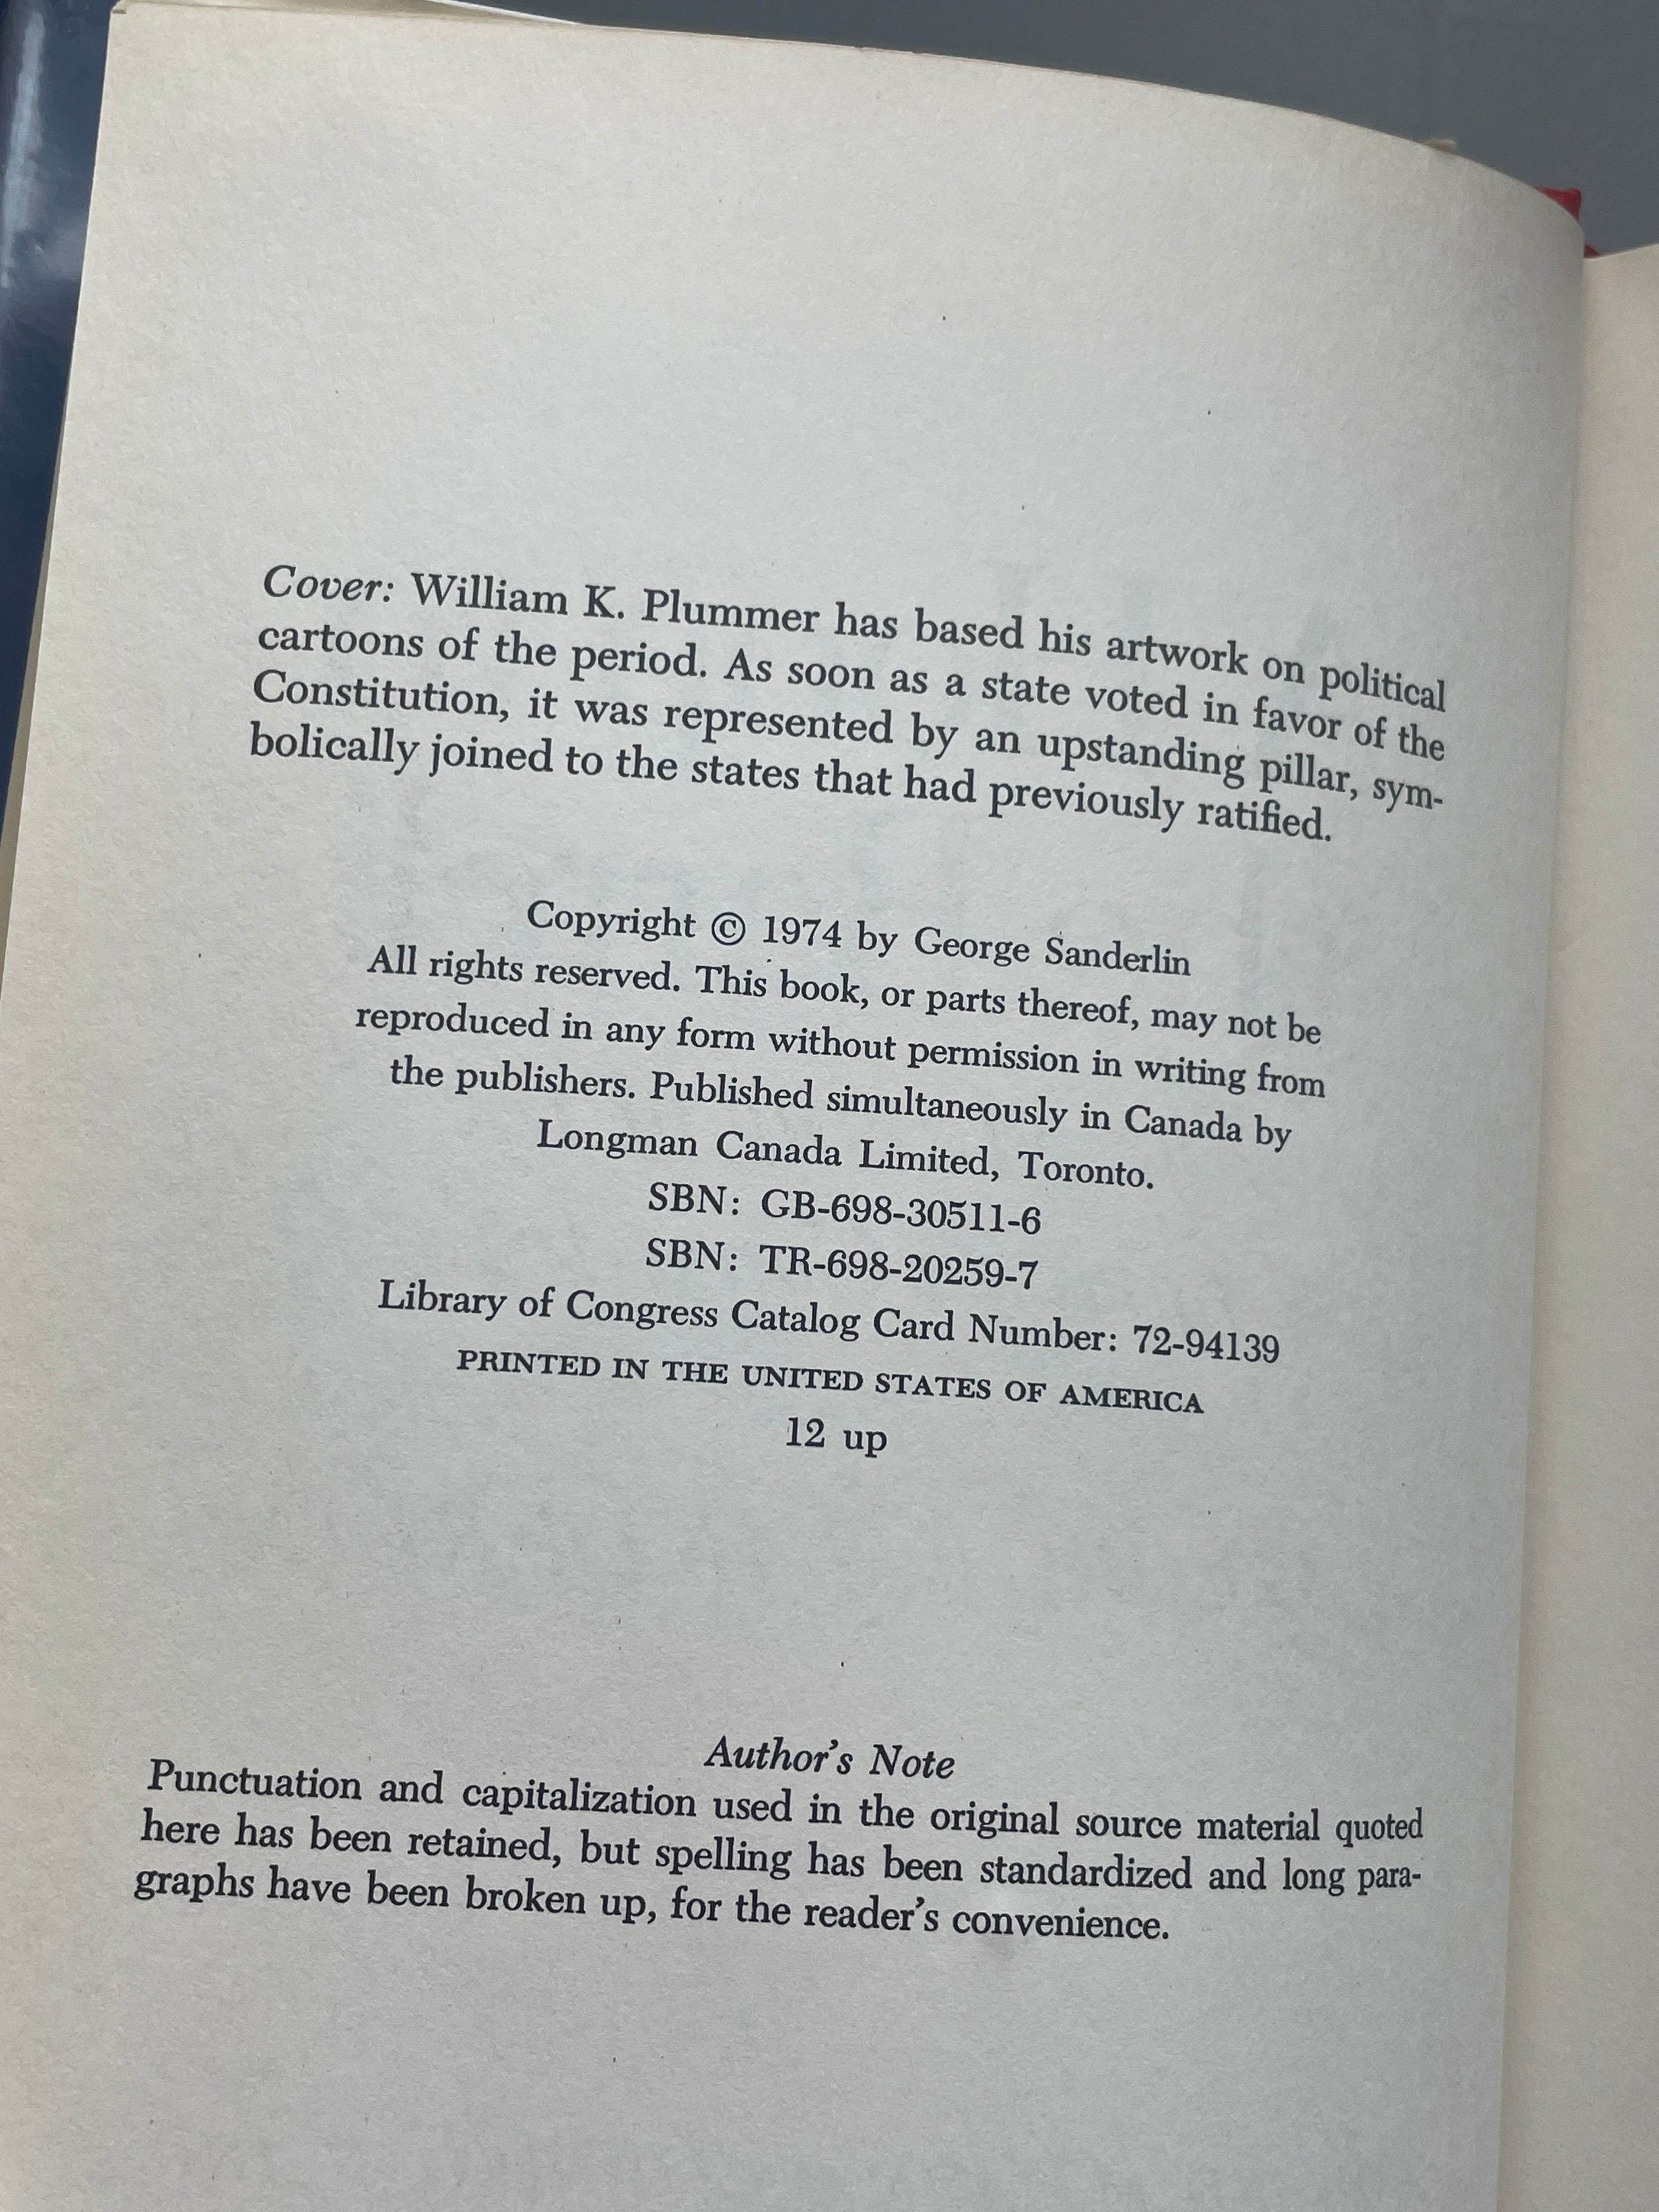 Cover: William K. Plummer has based his artwork on political
cartoons of the period. As soon as a state voted in favor of the
Constitution, it was represented by an upstanding pillar, sym-
bolically joined to the states that had previously ratified.
Copyright © 1974 by George Sanderlin
All rights reserved. This book, or parts thereof, may not be
reproduced in any form without permission in writing from
the publishers. Published simultaneously in Canada by
Longman Canada Limited, Toronto.
SBN: GB-698-30511-6
SBN: TR-698-20259-7
Library of Congress Catalog Card Number: 72-94139
PRINTED IN THE UNITED STATES OF AMERICA
12 up
Author's Note
Punctuation and capitalization used in the original source material quoted
here has been retained, but spelling has been standardized and long para-
graphs have been broken up, for the reader's convenience.